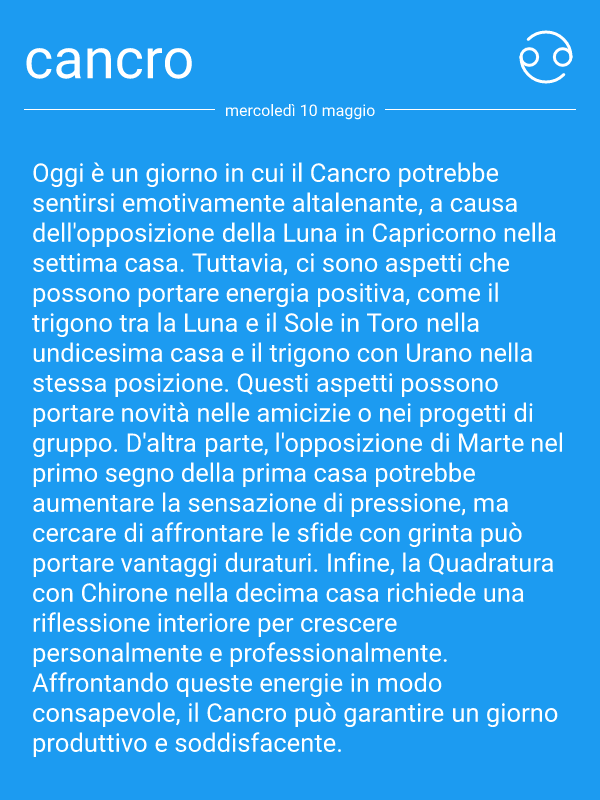 cancro
mercoledì 10 maggio
Oggi è un giorno in cui il Cancro potrebbe
sentirsi emotivamente altalenante, a causa
dell'opposizione della Luna in Capricorno nella
settima casa. Tuttavia, ci sono aspetti che
possono portare energia positiva, come il
trigono tra la Luna e il Sole in Toro nella
undicesima casa e il trigono con Urano nella
stessa posizione. Questi aspetti possono
portare novità nelle amicizie o nei progetti di
gruppo. D'altra parte, l'opposizione di Marte nel
primo segno della prima casa potrebbe
aumentare la sensazione di pressione, ma
cercare di affrontare le sfide con grinta può
portare vantaggi duraturi. Infine, la Quadratura
con Chirone nella decima casa richiede una
riflessione interiore per crescere
personalmente e professionalmente.
Affrontando queste energie in modo
consapevole, il Cancro può garantire un giorno
produttivo e soddisfacente.